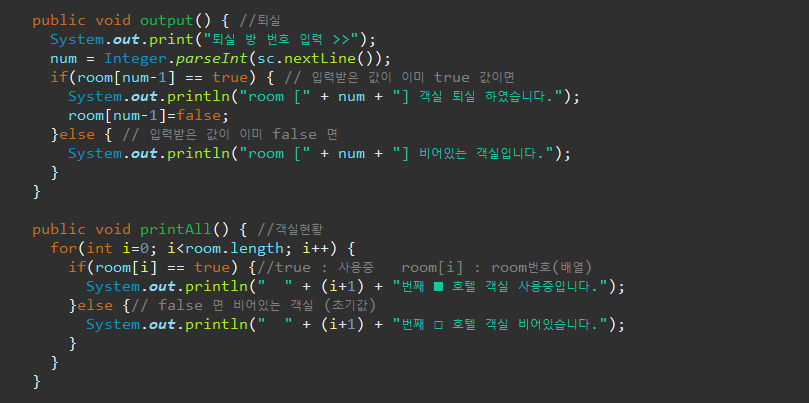 public void output() { //퇴실
System.out.print("퇴실 방 번호 입력 >>");
num = Integer.parseInt(sc.nextLine());
if(room[num-1] == true) { // 입력받은 값이 이미 true 값이면
System.out.println("room [" + num + "] 객실 퇴실 하였습니다.");
room[num-1]=false;
}else { // 입력받은 값이 이미 false 면
System.out.println("room [" + num + "] 비어있는 객실입니다.");
}
}
public void printAll() { //객실현황
for(int i=0; i<room.length; i++) {
if(room[i] == true) {//true : 사용중   room[i] : room번호(배열)
System.out.println("  " + (i+1) + "번째 ■ 호텔 객실 사용중입니다.");
}else {// false 면 비어있는 객실 (초기값)
System.out.println("  " + (i+1) + "번째 □ 호텔 객실 비어있습니다.");
}
}
}